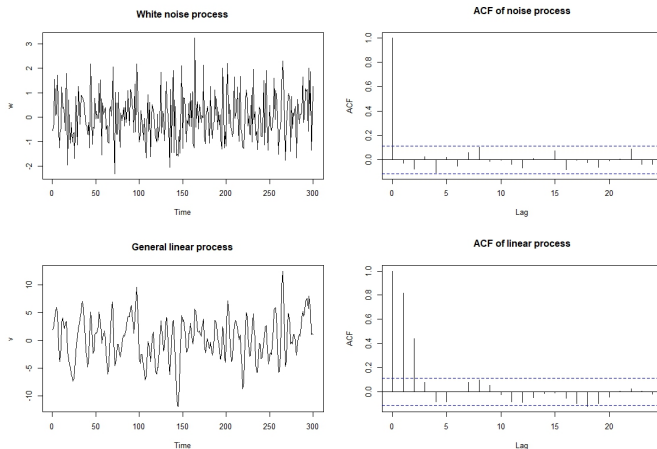 White noise process
3
2
1
0
-1
-2
w
0 50 100 150 200 250 300
Time
ACF of noise process
1.0
0.8
0.6
0.4
0.2
0.0
ACF
0 5 10 15 20
Lag
General linear process
10
5
0
-5
-10
v
0 50 100 150 200 250 300
Time
ACF of linear process
1.0
0.8
0.6
0.4
0.2
0.0
ACF
0 5 10 15 20
Lag